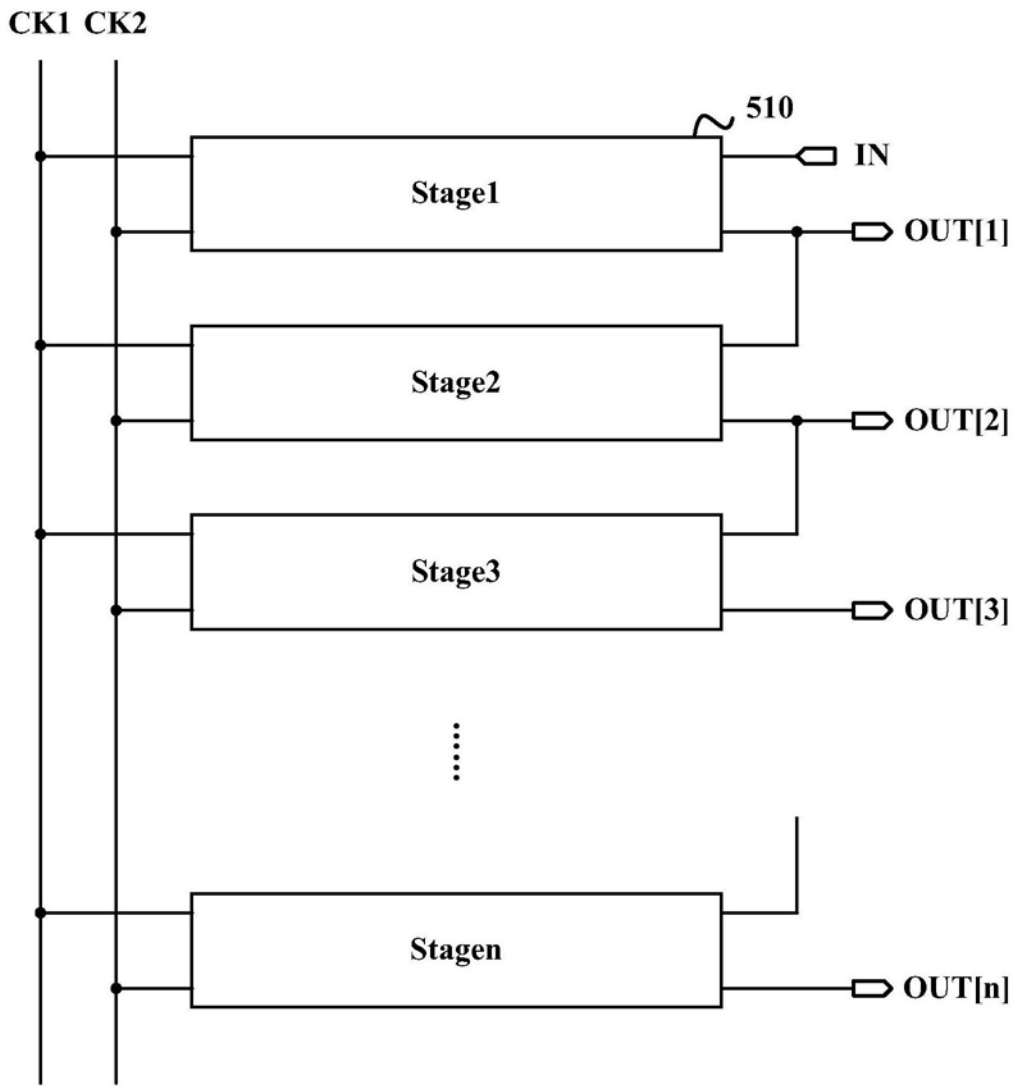 CK1 CK2
510
IN
Stage1
OUT[1]
Stage2
OUT[2]
Stage3
OUT[3]
Stagen
OUT[n]